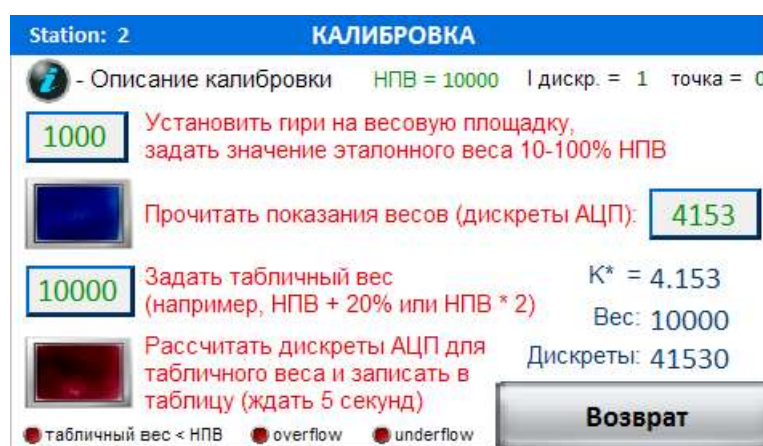 Station: 2 КАЛИБРОВКА
- Описание калибровки НПВ = 10000 I дискр. = 1 точка = 0
1000 Установить гири на весовую площадку,
задать значение эталонного веса 10-100% НПВ
Прочитать показания весов (дискреты АЦП): 4153
10000 Задать табличный вес
(например, НПВ + 20% или НПВ * 2)
K* = 4.153
Вес: 10000
Рассчитать дискреты АЦП для
табличного веса и записать в
таблицу (ждать 5 секунд)
Дискреты: 41530
табличный вес < НПВ overflow underflow
Возврат